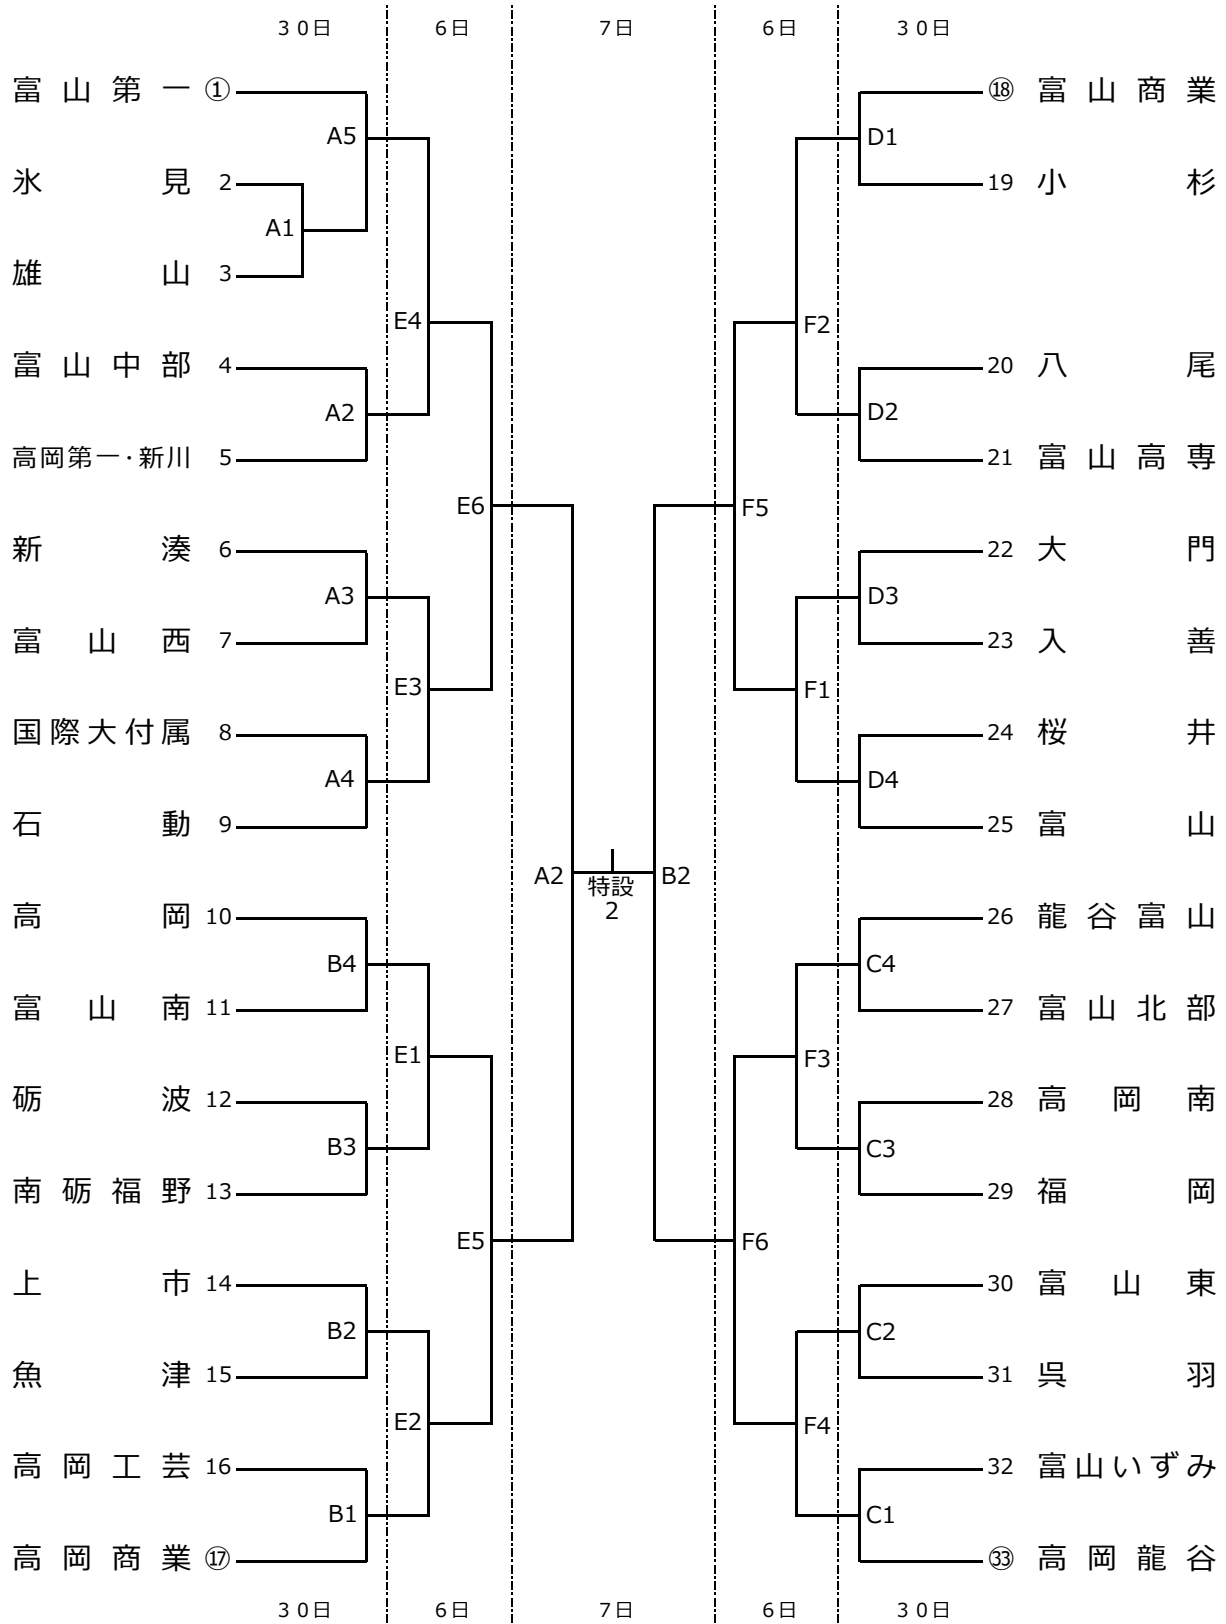 30日 6日 7日 6日 30日
富山第一 ① ⑱ 富山商業
A5 D1
氷見 2 19 小杉
A1
雄山 3
E4 F2
富山中部 4 20 八尾
A2 D2
高岡第一・新川 5 21 富山高専
E6 F5
新湊 6 22 大門
A3 D3
富山西 7 23 入善
E3 F1
国際大付属 8 24 桜井
A4 D4
石動 9 25 富山
A2 特設 B2
2
高岡 10 26 龍谷富山
B4 C4
富山南 11 27 富山北部
E1 F3
砺波 12 28 高岡南
B3 C3
南砺福野 13 29 福岡
E5 F6
上市 14 30 富山東
B2 C2
魚津 15 31 呉羽
E2 F4
高岡工芸 16 32 富山いずみ
B1 C1
高岡商業 ⑰ ㉝ 高岡龍谷
30日 6日 7日 6日 30日